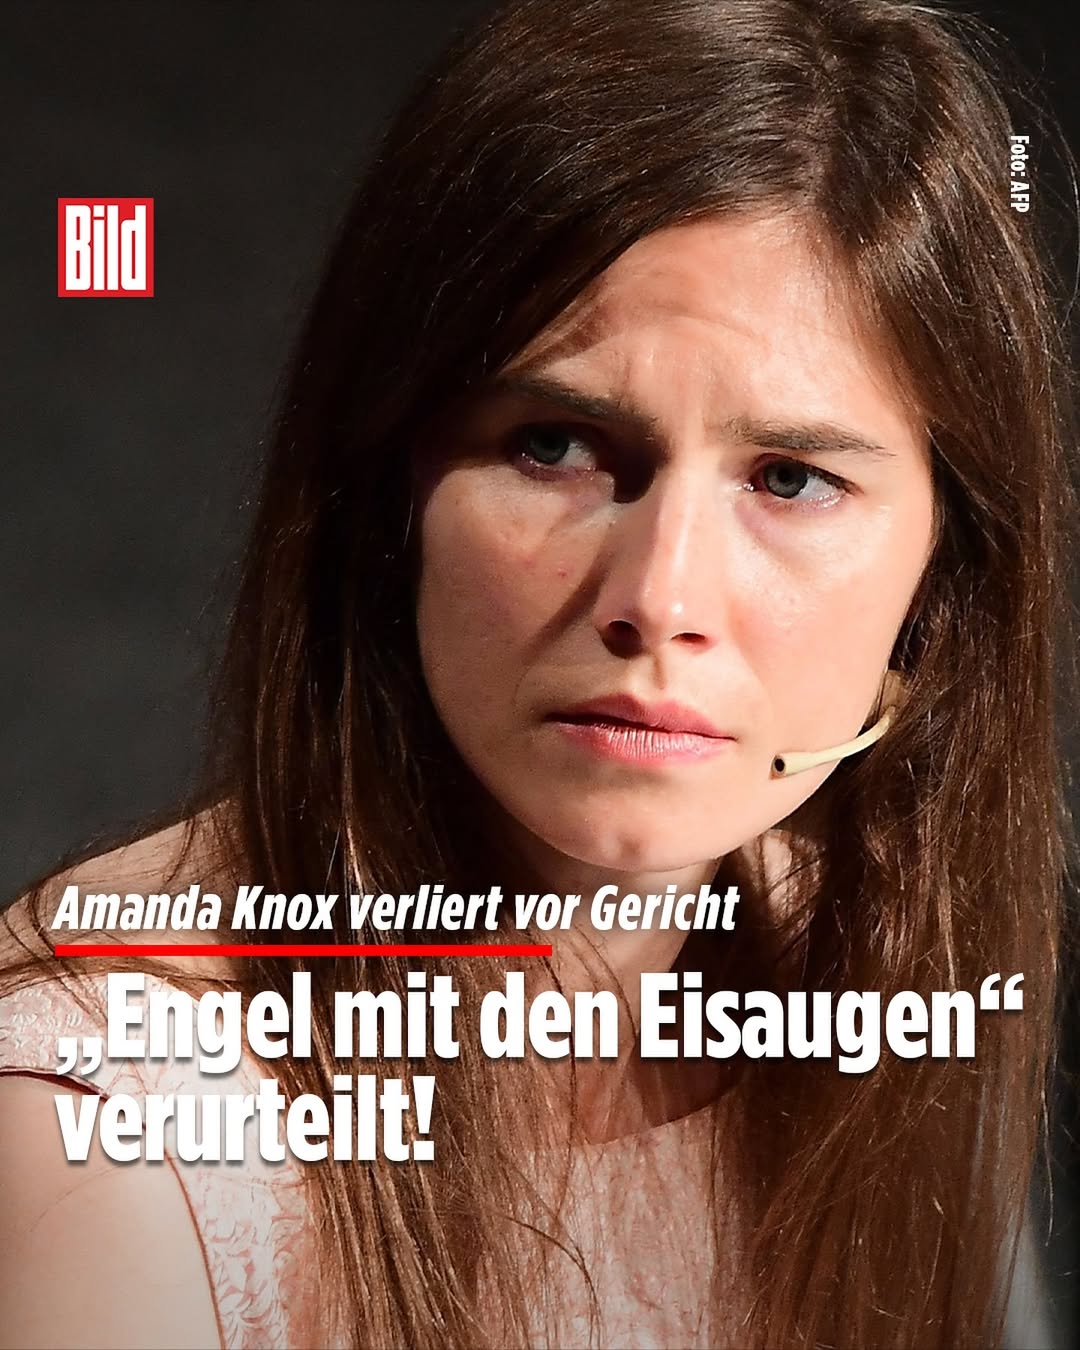 Foto: AFP
Bild
Amanda Knox verliert vor Gericht
„Engel mit den Eisaugen“
verurteilt!